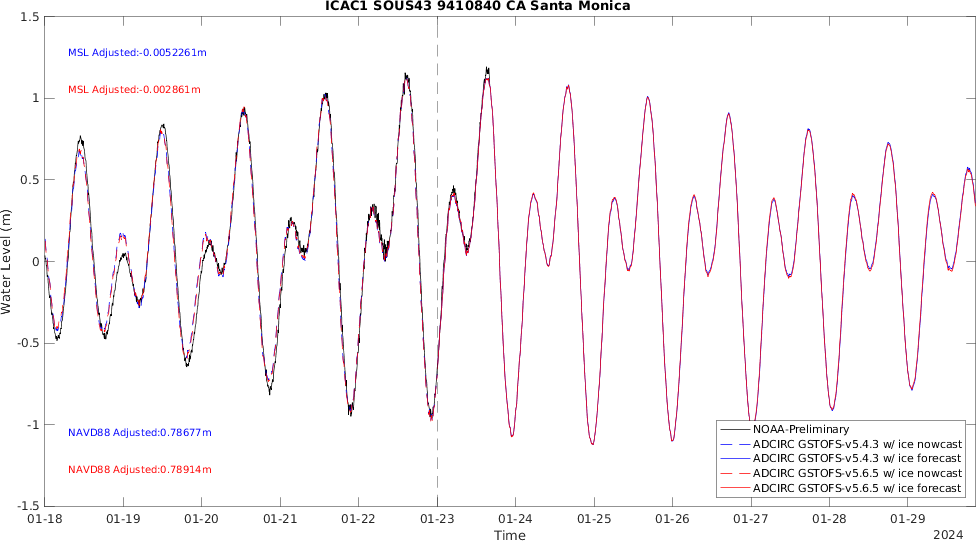 ICAC1 SOUS43 9410840 CA Santa Monica
1.5
MSL Adjusted:-0.0052261m
MSL Adjusted:-0.002861m
1
0.5
0
-0.5
-1
-1.5
Water Level (m)
NAVD88 Adjusted:0.78677m
NAVD88 Adjusted:0.78914m
NOAA-Preliminary
ADCIRC GSTOFS-v5.4.3 w/ ice nowcast
ADCIRC GSTOFS-v5.4.3 w/ ice forecast
ADCIRC GSTOFS-v5.6.5 w/ ice nowcast
ADCIRC GSTOFS-v5.6.5 w/ ice forecast
01-18 01-19 01-20 01-21 01-22 01-23 01-24 01-25 01-26 01-27 01-28 01-29
Time
2024